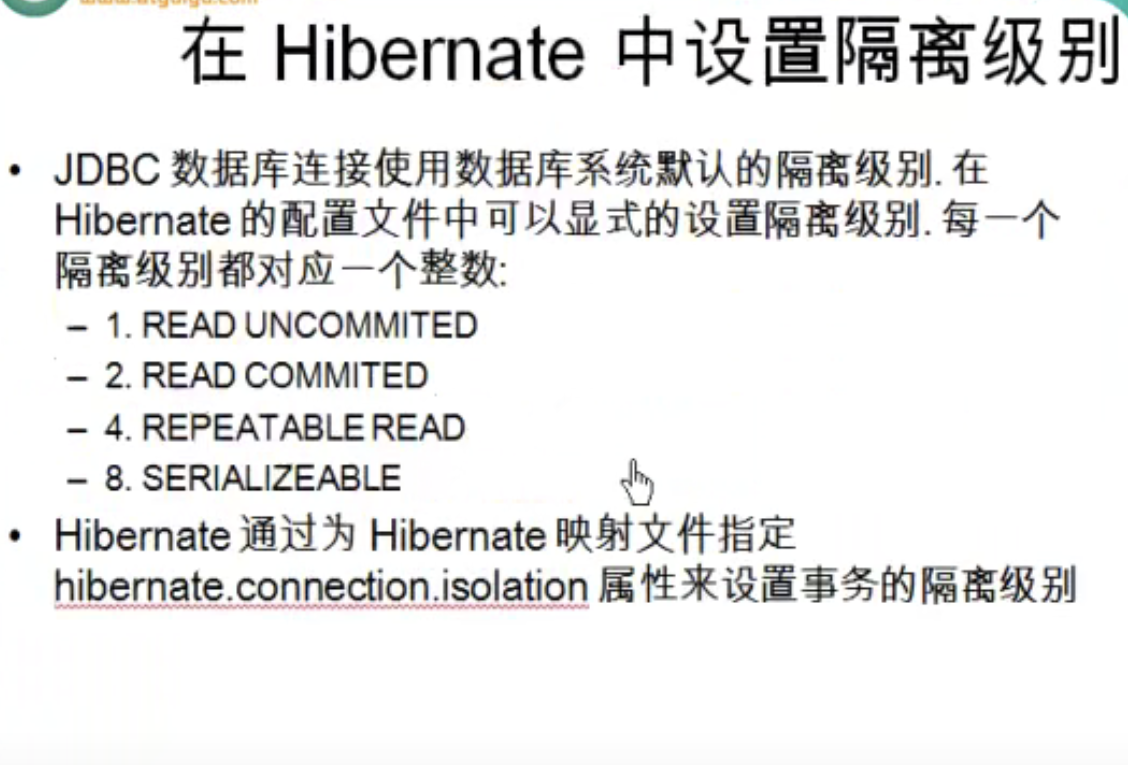 在 Hibernate 中设置隔离级别
• JDBC 数据库连接使用数据库系统默认的隔离级别. 在
Hibernate 的配置文件中可以显式的设置隔离级别. 每一个
隔离级别都对应一个整数:
– 1. READ UNCOMMITED
– 2. READ COMMITED
– 4. REPEATABLE READ
– 8. SERIALIZEABLE
• Hibernate 通过为 Hibernate 映射文件指定
hibernate.connection.isolation 属性来设置事务的隔离级别